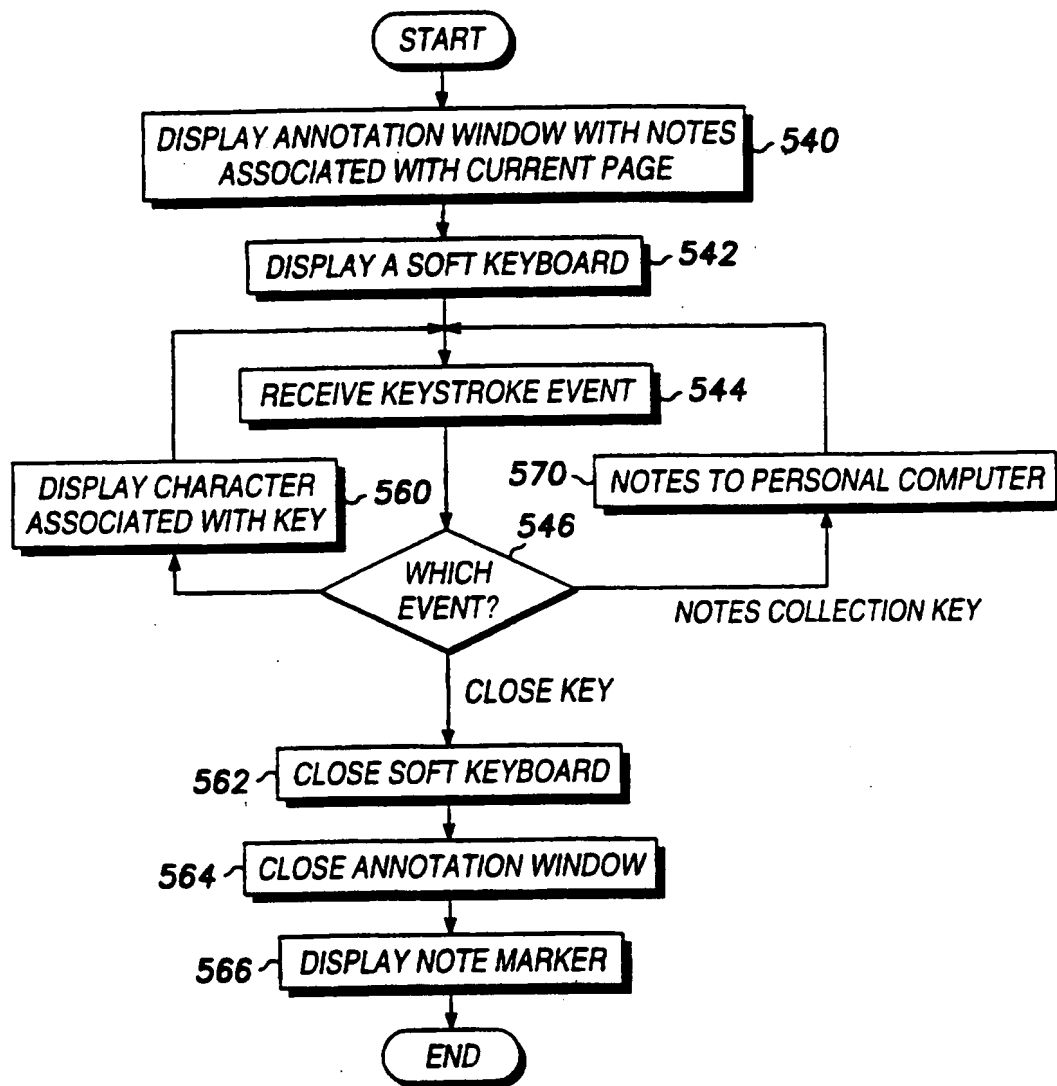 START
DISPLAY ANNOTATION WINDOW WITH NOTES
ASSOCIATED WITH CURRENT PAGE
540
DISPLAY A SOFT KEYBOARD
542
RECEIVE KEYSTROKE EVENT
544
DISPLAY CHARACTER
ASSOCIATED WITH KEY
560
570
NOTES TO PERSONAL COMPUTER
546
WHICH
EVENT?
NOTES COLLECTION KEY
CLOSE KEY
562
CLOSE SOFT KEYBOARD
564
CLOSE ANNOTATION WINDOW
566
DISPLAY NOTE MARKER
END